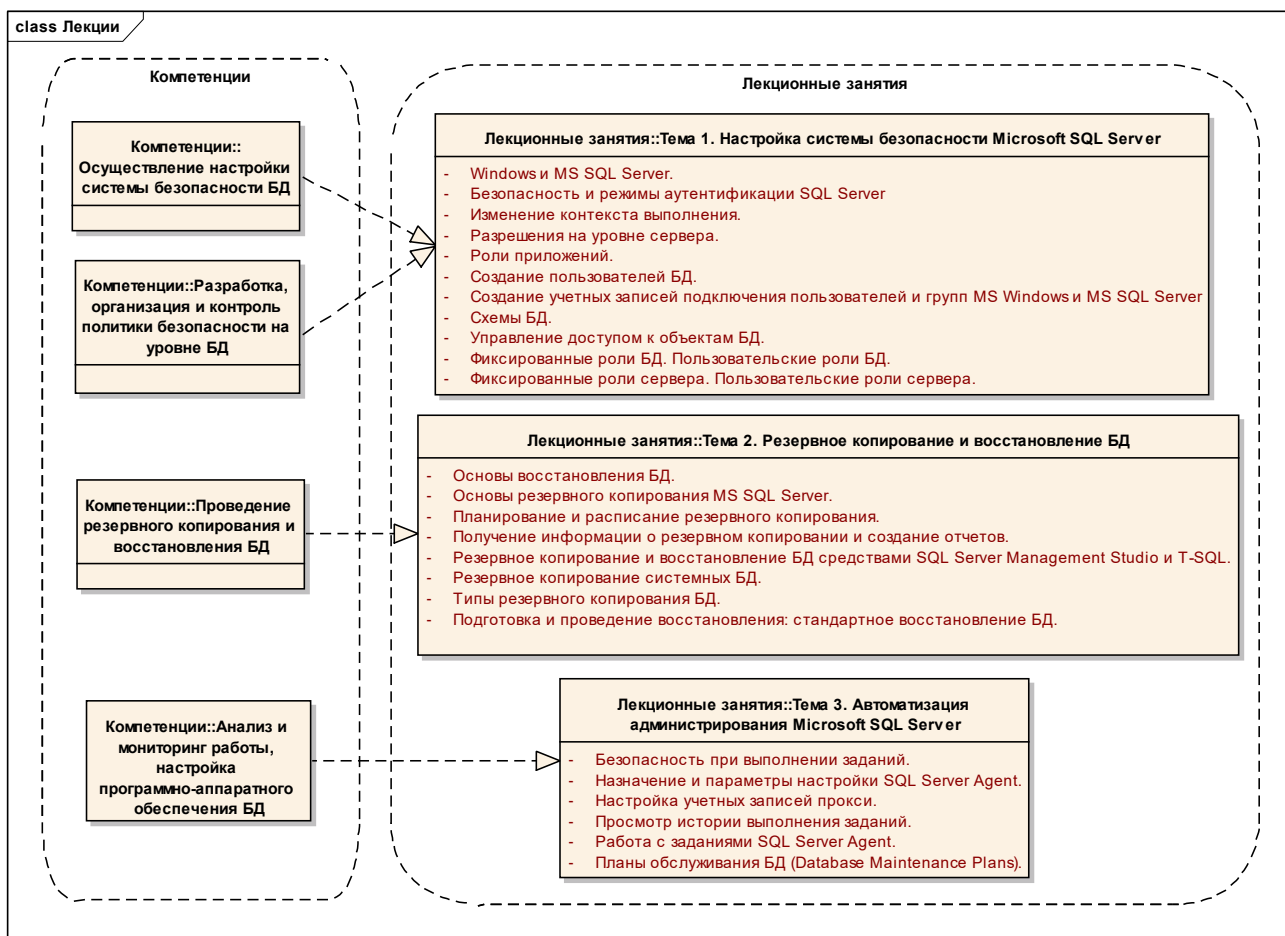 class Лекции
Компетенции
Компетенции::
Осуществление настройки
системы безопасности БД
Компетенции::Разработка,
организация и контроль
политики безопасности на
уровне БД
Компетенции::Проведение
резервного копирования и
восстановления БД
Компетенции::Анализ и
мониторинг работы,
настройка
программно-аппаратного
обеспечения БД
Лекционные занятия
Лекционные занятия::Тема 1. Настройка системы безопасности Microsoft SQL Server
- Windows и MS SQL Server.
- Безопасность и режимы аутентификации SQL Server
- Изменение контекста выполнения.
- Разрешения на уровне сервера.
- Роли приложений.
- Создание пользователей БД.
- Создание учетных записей подключения пользователей и групп MS Windows и MS SQL Server
- Схемы БД.
- Управление доступом к объектам БД.
- Фиксированные роли БД. Пользовательские роли БД.
- Фиксированные роли сервера. Пользовательские роли сервера.
Лекционные занятия::Тема 2. Резервное копирование и восстановление БД
- Основы восстановления БД.
- Основы резервного копирования MS SQL Server.
- Планирование и расписание резервного копирования.
- Получение информации о резервном копировании и создание отчетов.
- Резервное копирование и восстановление БД средствами SQL Server Management Studio и T-SQL.
- Резервное копирование системных БД.
- Типы резервного копирования БД.
- Подготовка и проведение восстановления: стандартное восстановление БД.
Лекционные занятия::Тема 3. Автоматизация
администрирования Microsoft SQL Server
- Безопасность при выполнении заданий.
- Назначение и параметры настройки SQL Server Agent.
- Настройка учетных записей прокси.
- Просмотр истории выполнения заданий.
- Работа с заданиями SQL Server Agent.
- Планы обслуживания БД (Database Maintenance Plans).